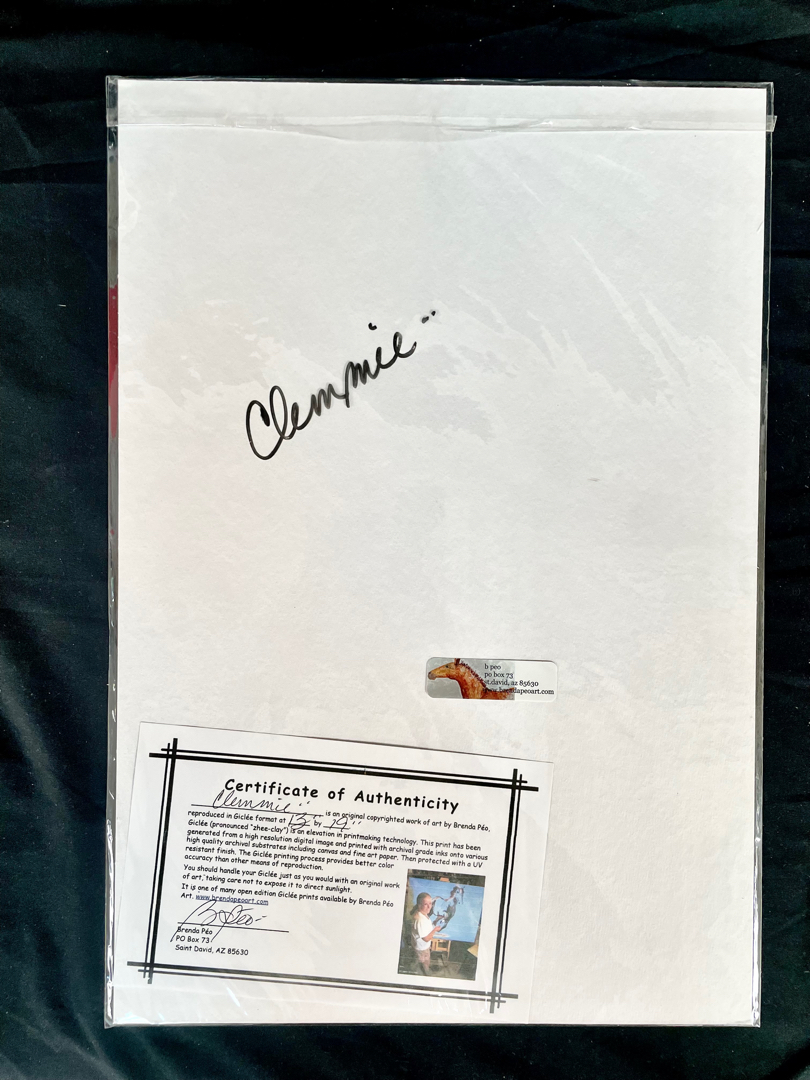 Clemmie"
b peo
po box 73
st.david, az 85630
www.brendapeoart.com
Certificate of Authenticity
"Clemmie" is an original copyrighted work of art by Brenda Péo,
reproduced in Giclée format at 13" by 19"
Giclée (pronounced "zhee-clay") is an elevation in printmaking technology. This print has been
generated from a high resolution digital image and printed with archival grade inks onto various
high quality archival substrates including canvas and fine art paper. Then protected with a UV
resistant finish. The Giclée printing process provides better color
accuracy than other means of reproduction.
You should handle your Giclée just as you would with an original work
of art, taking care not to expose it to direct sunlight.
It is one of many open edition Giclée prints available by Brenda Péo
Art. www.brendapeoart.com
B Péo
Brenda Péo
PO Box 73
Saint David, AZ 85630